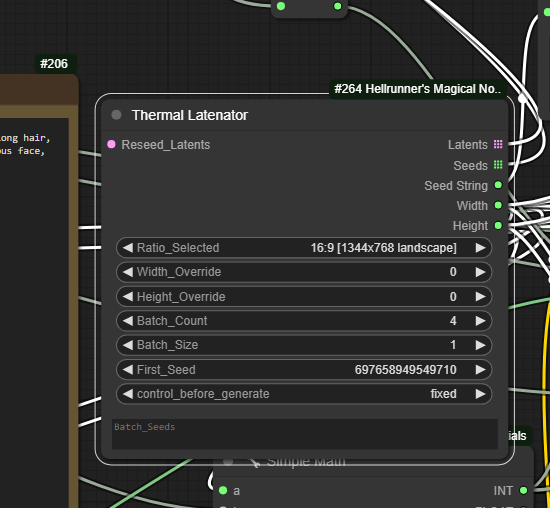 #206
#264 Hellrunner's Magical No..
ong hair,
ous face,
Thermal Latenator
Reseed_Latents
Latents
Seeds
Seed String
Width
Height
Ratio_Selected 16:9 [1344x768 landscape]
Width_Override 0
Height_Override 0
Batch_Count 4
Batch_Size 1
First_Seed 697658949549710
control_before_generate fixed
Batch_Seeds
ials
Simple Math
a INT